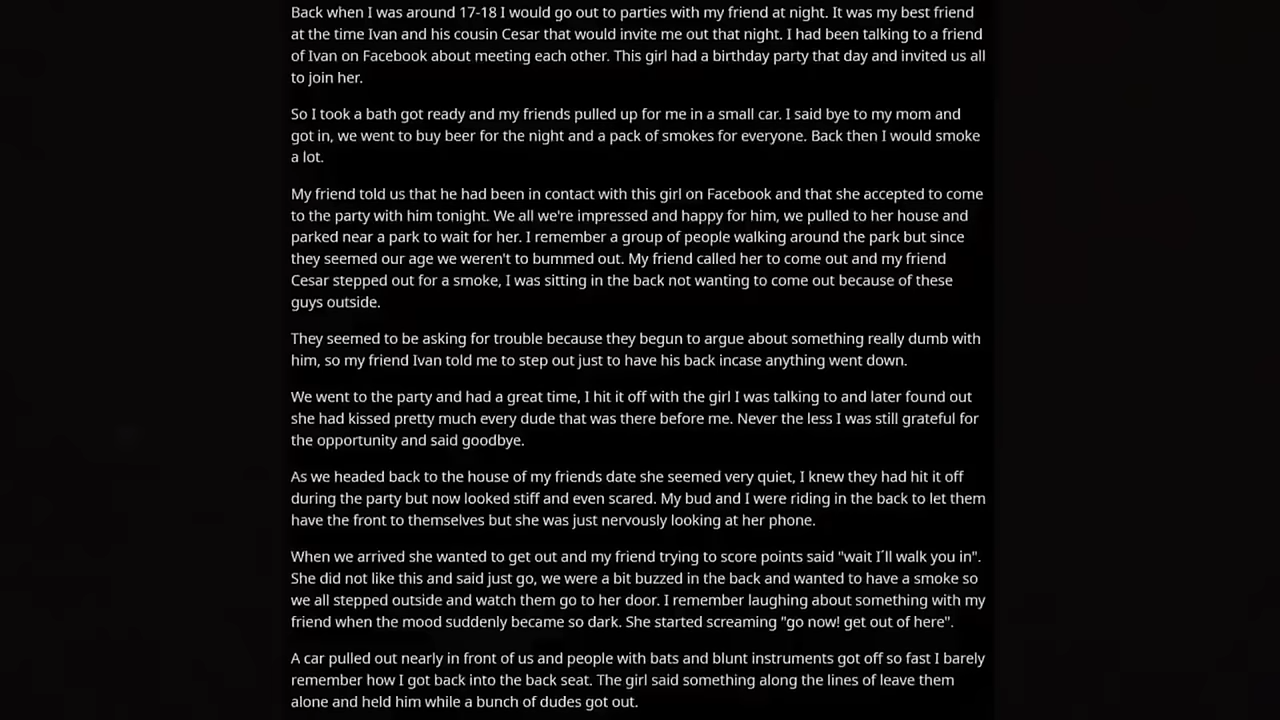 Back when I was around 17-18 I would go out to parties with my friend at night. It was my best friend
at the time Ivan and his cousin Cesar that would invite me out that night. I had been talking to a friend
of Ivan on Facebook about meeting each other. This girl had a birthday party that day and invited us all
to join her.
So I took a bath got ready and my friends pulled up for me in a small car. I said bye to my mom and
got in, we went to buy beer for the night and a pack of smokes for everyone. Back then I would smoke
a lot.
My friend told us that he had been in contact with this girl on Facebook and that she accepted to come
to the party with him tonight. We all we're impressed and happy for him, we pulled to her house and
parked near a park to wait for her. I remember a group of people walking around the park but since
they seemed our age we weren't to bummed out. My friend called her to come out and my friend
Cesar stepped out for a smoke, I was sitting in the back not wanting to come out because of these
guys outside.
They seemed to be asking for trouble because they begun to argue about something really dumb with
him, so my friend Ivan told me to step out just to have his back incase anything went down.
We went to the party and had a great time, I hit it off with the girl I was talking to and later found out
she had kissed pretty much every dude that was there before me. Never the less I was still grateful for
the opportunity and said goodbye.
As we headed back to the house of my friends date she seemed very quiet, I knew they had hit it off
during the party but now looked stiff and even scared. My bud and I were riding in the back to let them
have the front to themselves but she was just nervously looking at her phone.
When we arrived she wanted to get out and my friend trying to score points said "wait I´ll walk you in".
She did not like this and said just go, we were a bit buzzed in the back and wanted to have a smoke so
we all stepped outside and watch them go to her door. I remember laughing about something with my
friend when the mood suddenly became so dark. She started screaming "go now! get out of here".
A car pulled out nearly in front of us and people with bats and blunt instruments got off so fast I barely
remember how I got back into the back seat. The girl said something along the lines of leave them
alone and held him while a bunch of dudes got out.